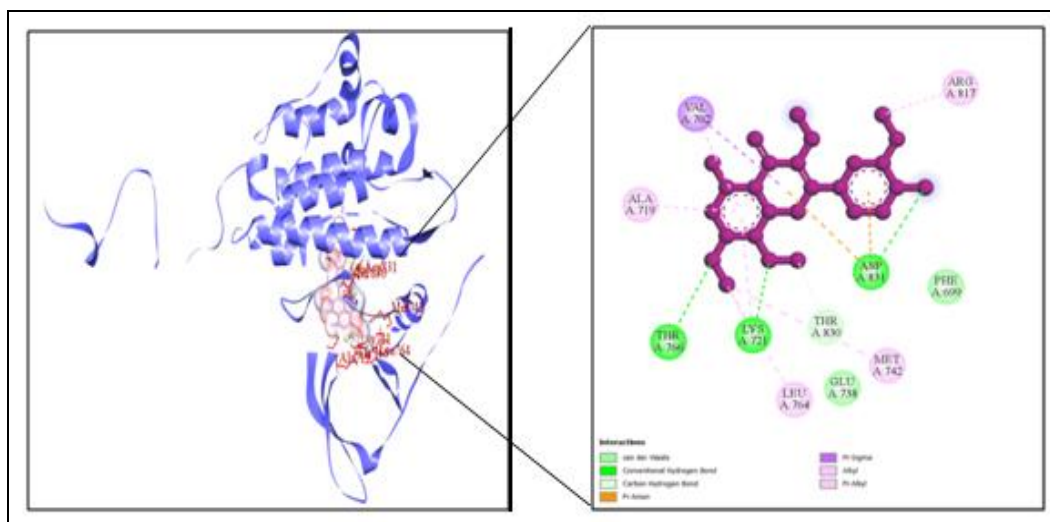 ARG
A:817
VAL
A:702
ALA
A:719
ASP
A:831
PHE
A:699
THR
A:766
LYS
A:721
THR
A:830
MET
A:742
GLU
A:738
LEU
A:764
Interactions
van der Waals
Conventional Hydrogen Bond
Carbon Hydrogen Bond
Pi-Anion
Pi-Sigma
Alkyl
Pi-Alkyl